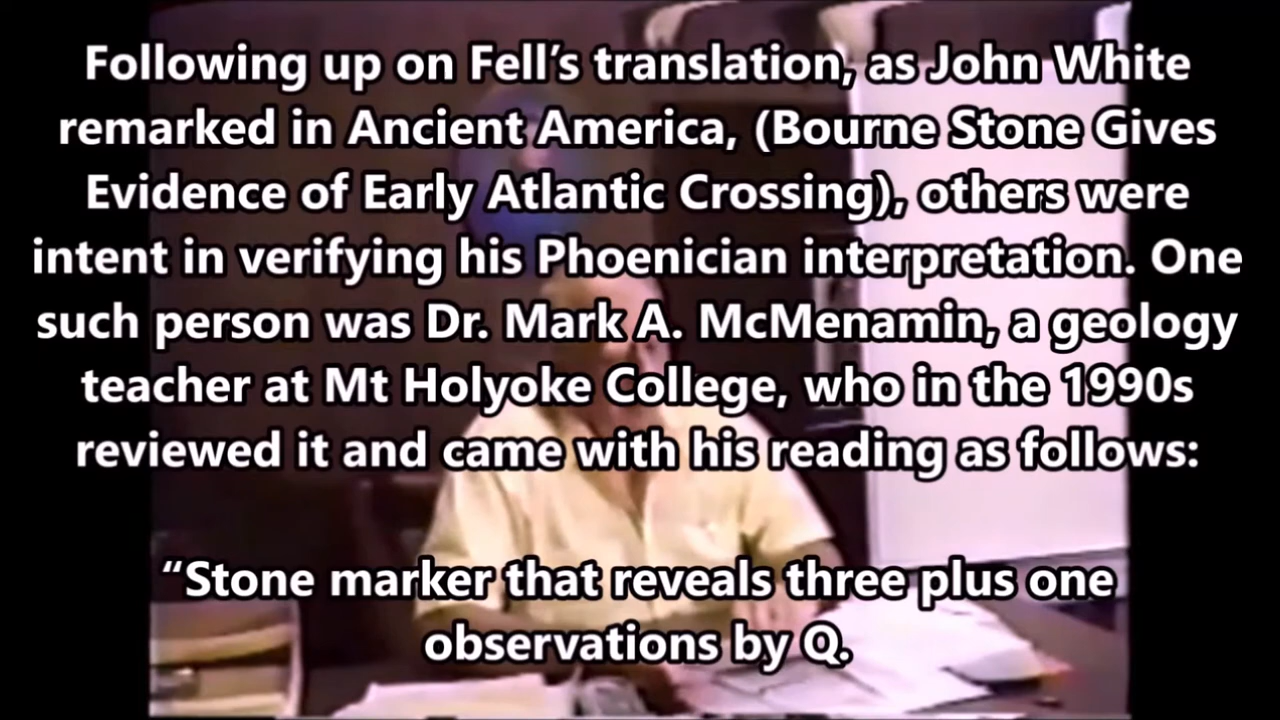 Following up on Fell’s translation, as John White
remarked in Ancient America, (Bourne Stone Gives
Evidence of Early Atlantic Crossing), others were
intent in verifying his Phoenician interpretation. One
such person was Dr. Mark A. McMenamin, a geology
teacher at Mt Holyoke College, who in the 1990s
reviewed it and came with his reading as follows:
“Stone marker that reveals three plus one
observations by Q.